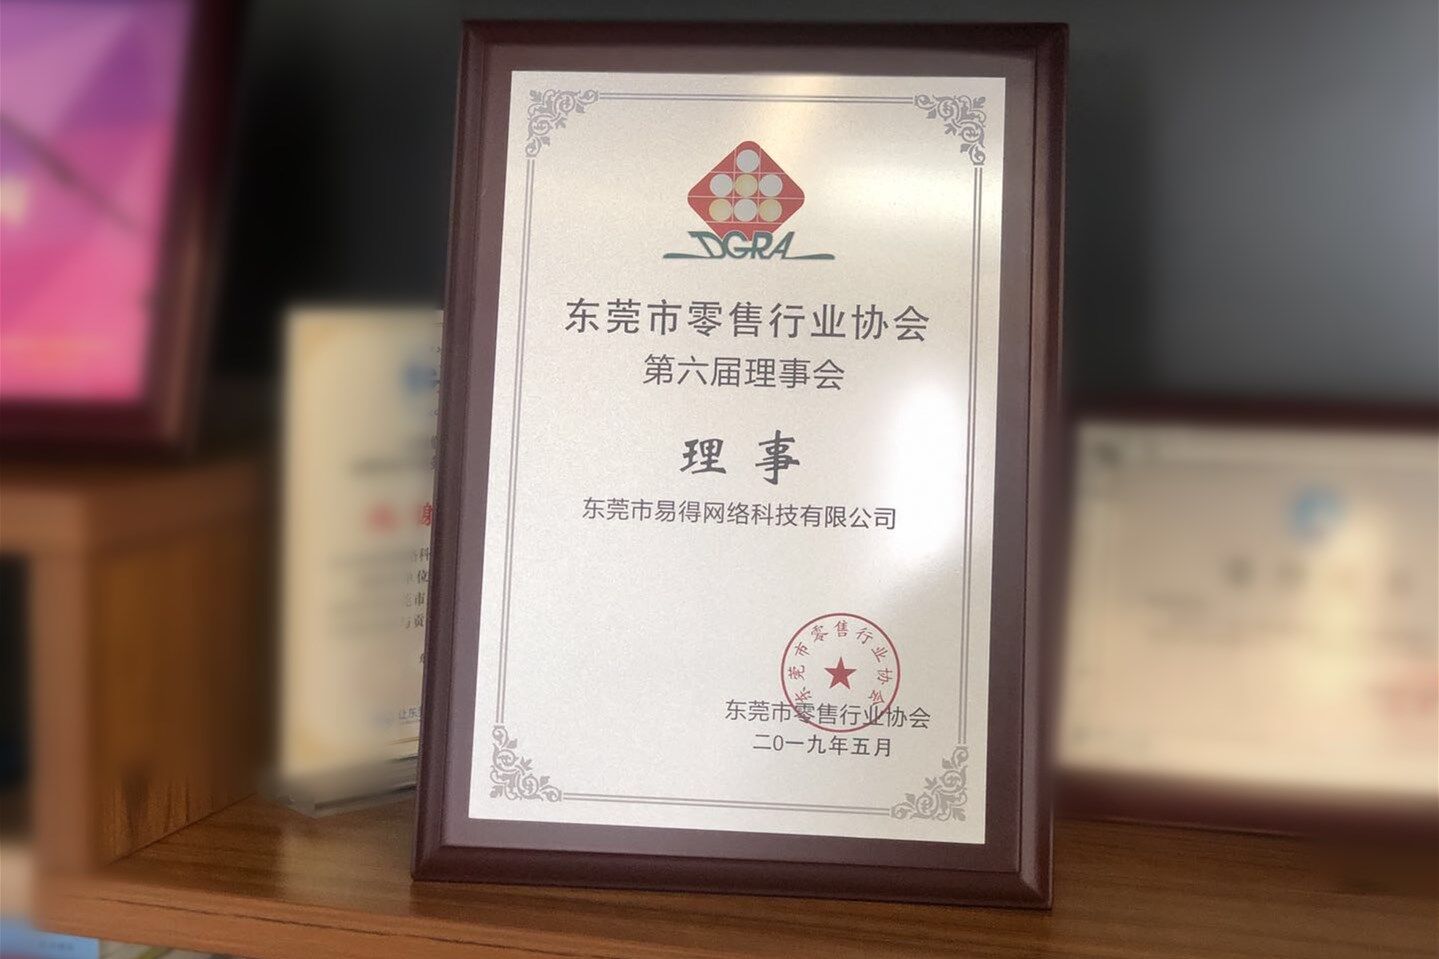 DGRA
东莞市零售行业协会
第六届理事会
理事
东莞市易得网络科技有限公司
东莞市零售行业协会
东莞市零售行业协会
二〇一九年五月